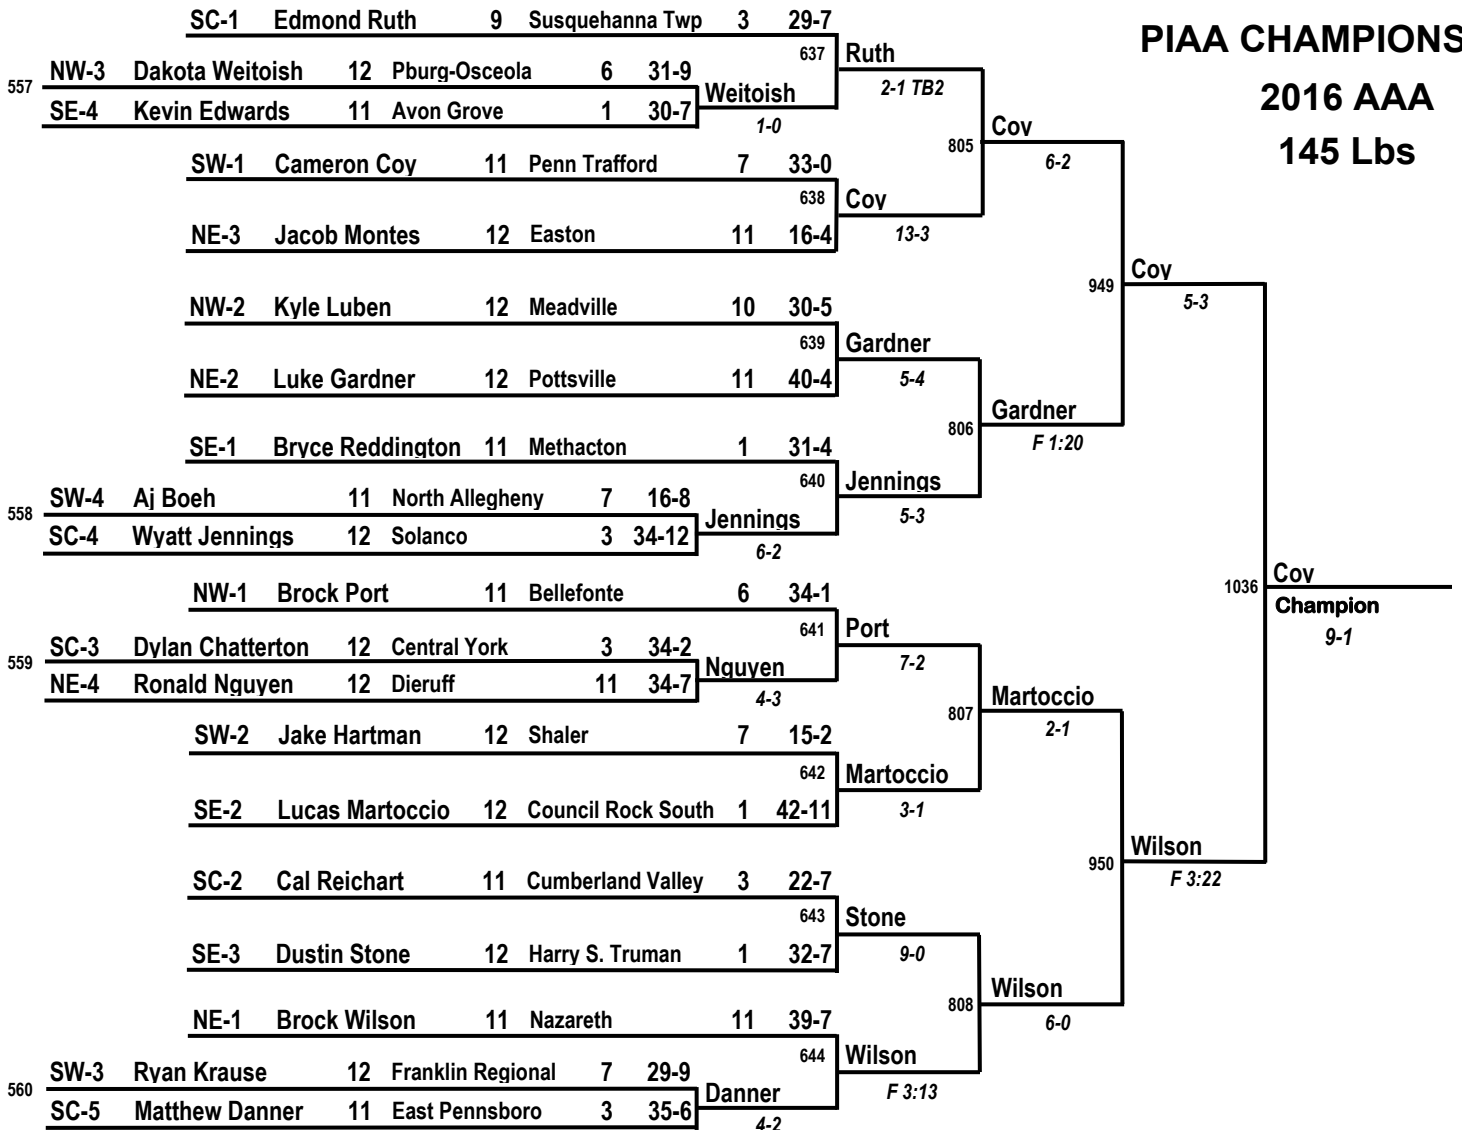 SC-1 Edmond Ruth 9 Susquehanna Twp 3 29-7
PIAA CHAMPIONS
637 Ruth
557 NW-3 Dakota Weitoish 12 Pburg-Osceola 6 31-9
2-1 TB2
Weitoish
2016 AAA
SE-4 Kevin Edwards 11 Avon Grove 1 30-7
1-0
Coy
805
145 Lbs
SW-1 Cameron Coy 11 Penn Trafford 7 33-0
6-2
638 Coy
NE-3 Jacob Montes 12 Easton 11 16-4
13-3
Coy
949
5-3
NW-2 Kyle Luben 12 Meadville 10 30-5
639 Gardner
NE-2 Luke Gardner 12 Pottsville 11 40-4
5-4
Gardner
806
F 1:20
SE-1 Bryce Reddington 11 Methacton 1 31-4
640 Jennings
558 SW-4 Aj Boeh 11 North Allegheny 7 16-8
5-3
Jennings
SC-4 Wyatt Jennings 12 Solanco 3 34-12
6-2
Coy
1036
NW-1 Brock Port 11 Bellefonte 6 34-1
Champion
641 Port
9-1
559 SC-3 Dylan Chatterton 12 Central York 3 34-2
7-2
Nguyen
NE-4 Ronald Nguyen 12 Dieruff 11 34-7
4-3
Martoccio
807
2-1
SW-2 Jake Hartman 12 Shaler 7 15-2
642 Martoccio
SE-2 Lucas Martoccio 12 Council Rock South 1 42-11
3-1
Wilson
950
F 3:22
SC-2 Cal Reichart 11 Cumberland Valley 3 22-7
643 Stone
SE-3 Dustin Stone 12 Harry S. Truman 1 32-7
9-0
Wilson
808
6-0
NE-1 Brock Wilson 11 Nazareth 11 39-7
644 Wilson
560 SW-3 Ryan Krause 12 Franklin Regional 7 29-9
F 3:13
Danner
SC-5 Matthew Danner 11 East Pennsboro 3 35-6
4-2